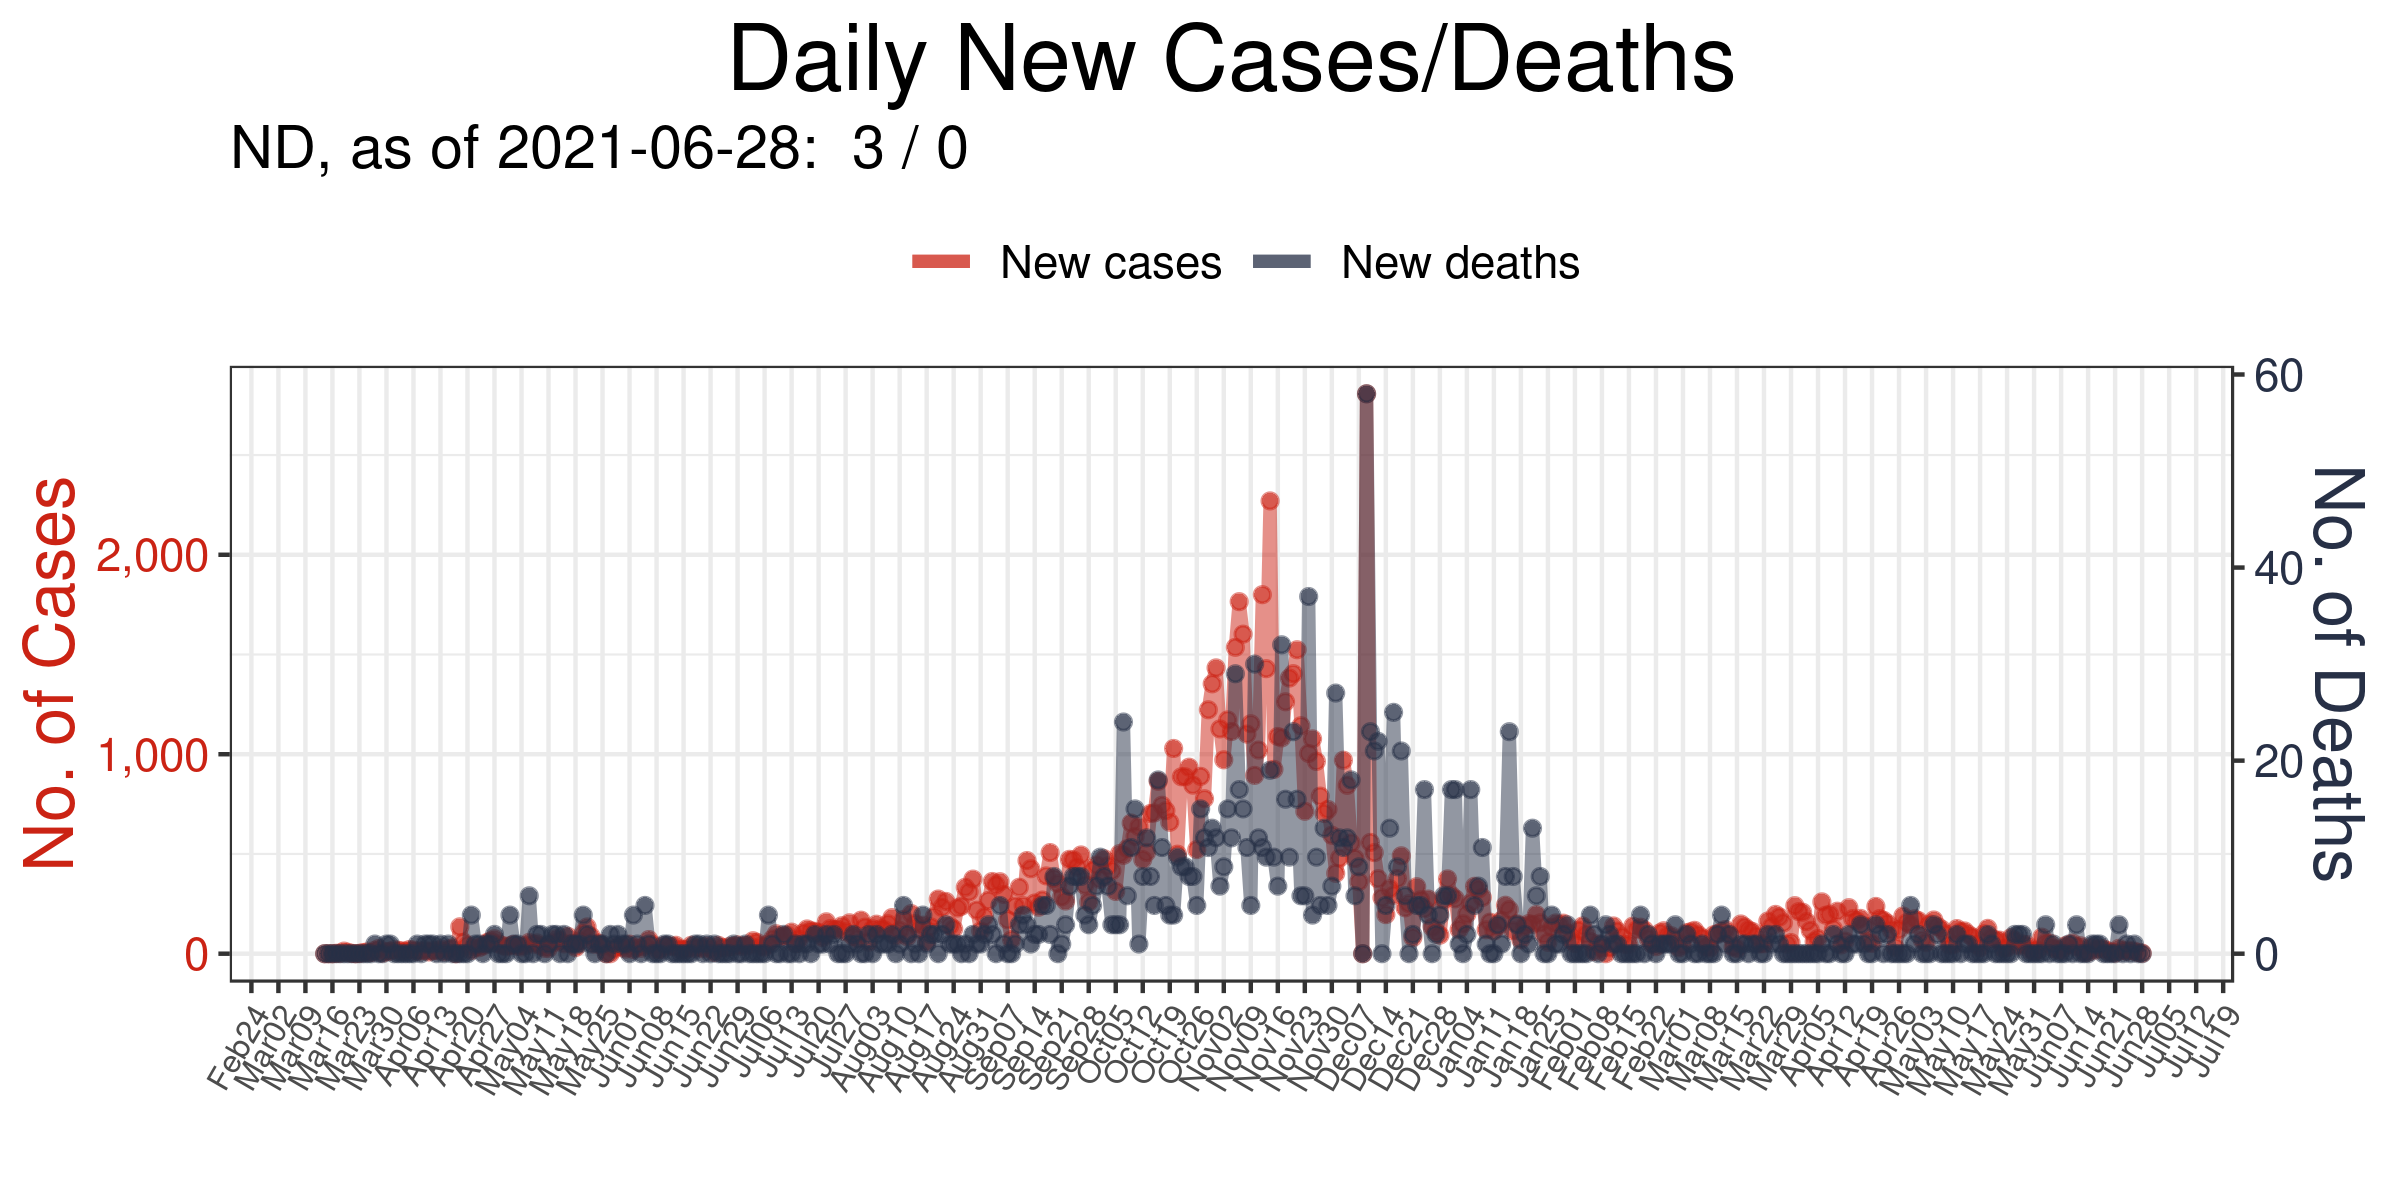 Daily New Cases/Deaths
ND, as of 2021-06-28: 3 / 0
New cases
New deaths
No. of Cases
2,000
1,000
0
60
40
20
0
No. of Deaths
Feb24
Mar02
Mar09
Mar16
Mar23
Mar30
Apr06
Apr13
Apr20
Apr27
May04
May11
May18
May25
Jun01
Jun08
Jun15
Jun22
Jun29
Jul06
Jul13
Jul20
Jul27
Aug03
Aug10
Aug17
Aug24
Aug31
Sep07
Sep14
Sep21
Sep28
Oct05
Oct12
Oct19
Oct26
Nov02
Nov09
Nov16
Nov23
Nov30
Dec07
Dec14
Dec21
Dec28
Jan11
Jan18
Jan25
Feb01
Feb08
Feb15
Feb22
Mar01
Mar08
Mar15
Mar22
Mar29
Apr05
Apr12
Apr19
Apr26
May10
May17
May24
May31
Jun14
Jun21
Jun28
Jul12
Jul19